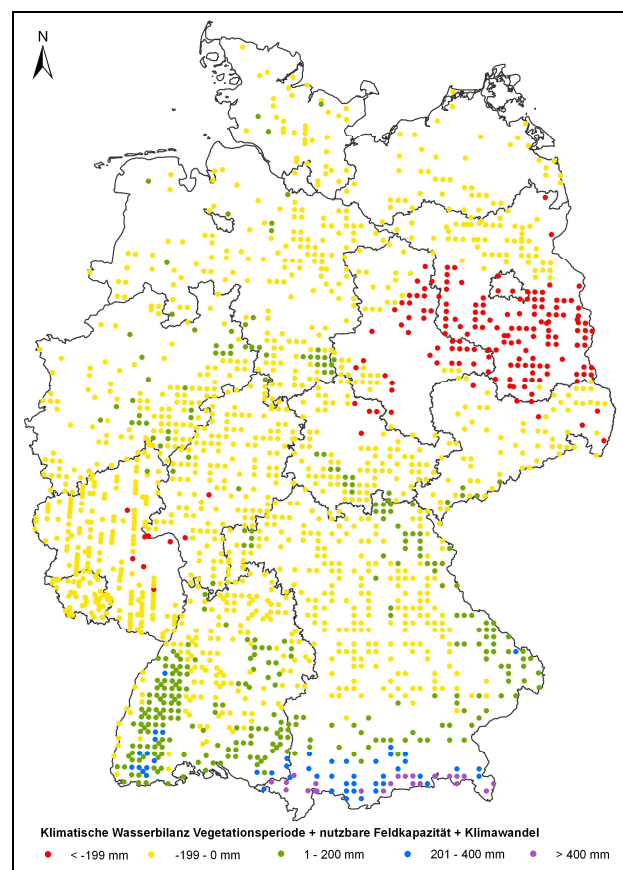 N
Klimatische Wasserbilanz Vegetationsperiode + nutzbare Feldkapazität + Klimawandel
< -199 mm -199 - 0 mm 1 - 200 mm 201 - 400 mm > 400 mm